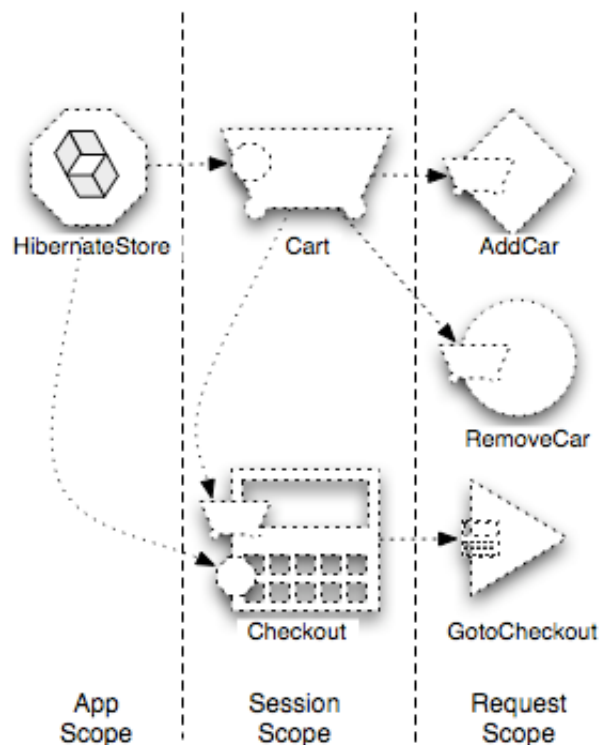 HibernateStore
Cart
AddCar
RemoveCar
Checkout
GotoCheckout
App
Scope
Session
Scope
Request
Scope